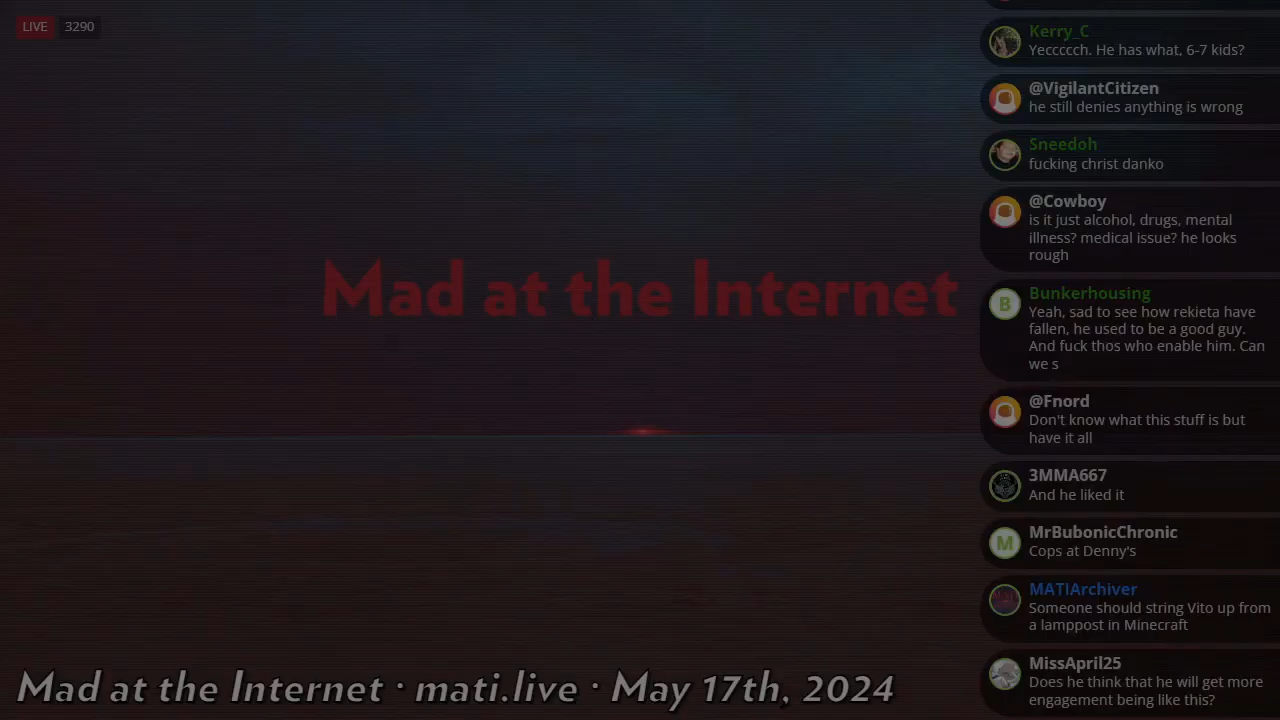 LIVE 3290
Mad at the Internet
Mad at the Internet · mati.live · May 17th, 2024
Kerry_C
Yeccccch. He has what, 6-7 kids?
@VigilantCitizen
he still denies anything is wrong
Sneedoh
fucking christ danko
@Cowboy
is it just alcohol, drugs, mental
illness? medical issue? he looks
rough
B
Bunkerhousing
Yeah, sad to see how rekieta have
fallen, he used to be a good guy.
And fuck thos who enable him. Can
we s
@Fnord
Don't know what this stuff is but
have it all
3MMA667
And he liked it
M
MrBubonicChronic
Cops at Denny's
MATIArchiver
Someone should string Vito up from
a lamppost in Minecraft
MissApril25
Does he think that he will get more
engagement being like this?